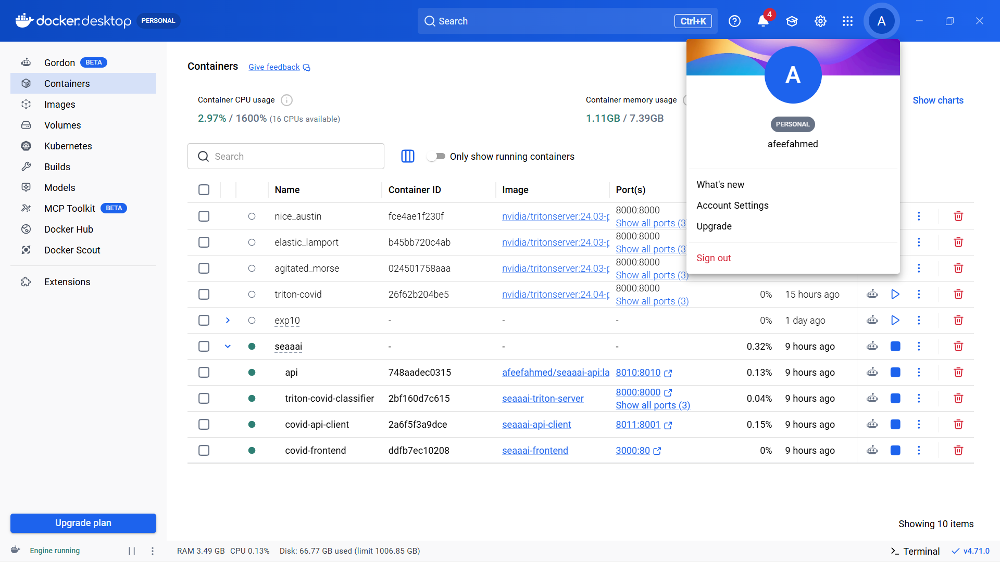 docker.desktop PERSONAL
Search Ctrl+K
4
A
Gordon BETA
Containers
Images
Volumes
Kubernetes
Builds
Models
MCP Toolkit BETA
Docker Hub
Docker Scout
Extensions
Upgrade plan
Containers Give feedback
Container CPU usage
2.97% / 1600% (16 CPUs available)
Container memory usage
1.11GB / 7.39GB
Show charts
Search
Only show running containers
Name Container ID Image Port(s)
nice_austin fce4ae1f230f nvidia/tritonserver:24.03-p 8000:8000
Show all ports (3
elastic_lamport b45bb720c4ab nvidia/tritonserver:24.03-p 8000:8000
Show all ports (3
agitated_morse 024501758aaa nvidia/tritonserver:24.03-p 8000:8000
Show all ports (3)
triton-covid 26f62b204be5 nvidia/tritonserver:24.04-p 8000:8000
Show all ports (3)
0% 15 hours ago
exp10 - - - 0% 1 day ago
seaaai - - - 0.32% 9 hours ago
api 748aadec0315 afeefahmed/seaaai-api:la 8010:8010 0.13% 9 hours ago
triton-covid-classifier 2bf160d7c615 seaaai-triton-server 8000:8000
Show all ports (3)
0.04% 9 hours ago
covid-api-client 2a6f5f3a9dce seaaai-api-client 8011:8001 0.15% 9 hours ago
covid-frontend ddfb7ec10208 seaaai-frontend 3000:80 0% 9 hours ago
A
PERSONAL
afeefahmed
What's new
Account Settings
Upgrade
Sign out
Showing 10 items
Engine running
RAM 3.49 GB CPU 0.13% Disk: 66.77 GB used (limit 1006.85 GB)
Terminal v4.71.0